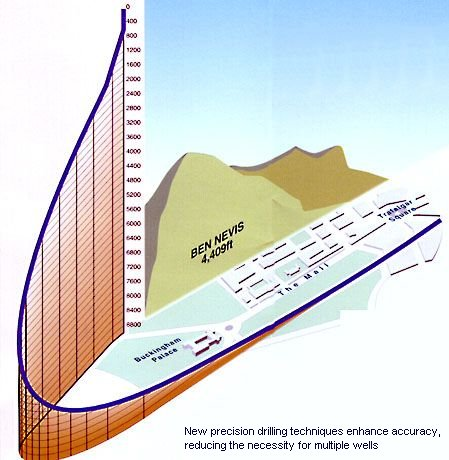 0
400
800
1200
1600
2000
2400
2800
3200
3600
4000
4400
4800
5200
5600
6000
6400
6800
7200
7600
8000
8400
8800
BEN NEVIS
4,409ft
Trafalgar
Square
The Mall
Buckingham
Palace
New precision drilling techniques enhance accuracy,
reducing the necessity for multiple wells